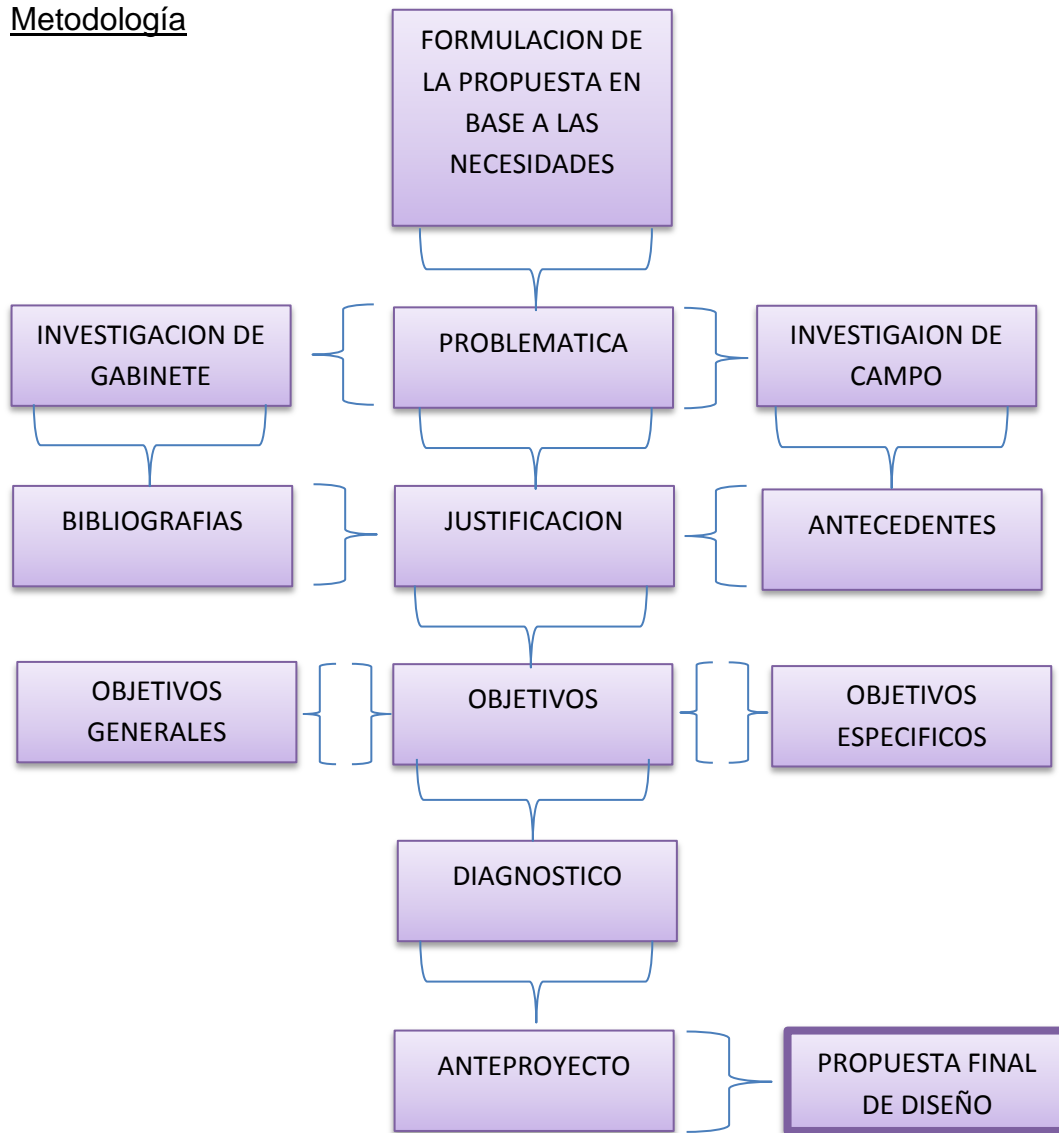 Metodología
FORMULACION DE
LA PROPUESTA EN
BASE A LAS
NECESIDADES
INVESTIGACION DE
GABINETE
PROBLEMATICA
INVESTIGAION DE
CAMPO
BIBLIOGRAFIAS
JUSTIFICACION
ANTECEDENTES
OBJETIVOS
GENERALES
OBJETIVOS
OBJETIVOS
ESPECIFICOS
DIAGNOSTICO
ANTEPROYECTO
PROPUESTA FINAL
DE DISEÑO